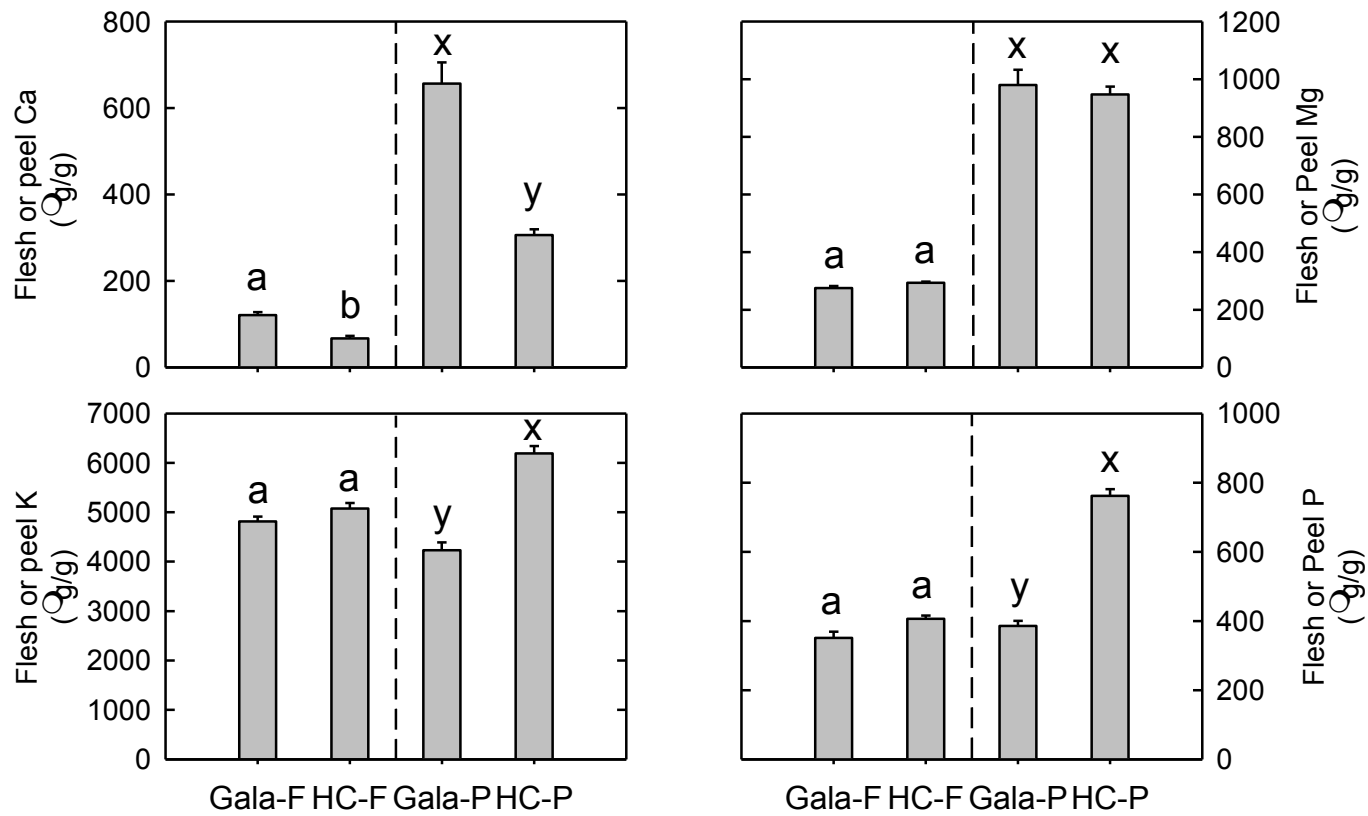 800
600
400
200
0
Flesh or peel Ca
(❍g/g)
a
b
x
y
1200
1000
800
600
400
200
0
Flesh or Peel Mg
(❍g/g)
a
a
x
x
7000
6000
5000
4000
3000
2000
1000
0
Flesh or peel K
(❍g/g)
a
a
y
x
Gala-F HC-F Gala-P HC-P
1000
800
600
400
200
0
Flesh or Peel P
(❍g/g)
a
a
y
x
Gala-F HC-F Gala-P HC-P